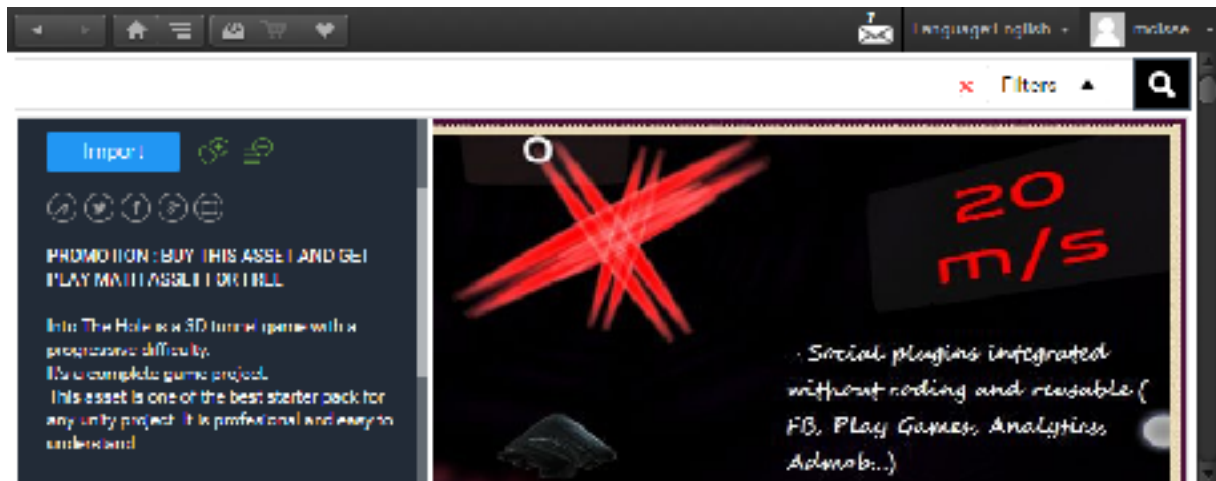 7
Language: English
mdisse
Filters
Import
PROMOTION : BUY THIS ASSET AND GET
PLAY MATH ASSET FOR FREE
Into The Hole is a 3D tunnel game with a
progressive difficulty.
It's a complete game project.
This asset is one of the best starter pack for
any unity project. It is profesional and easy to
understand
20
m/s
- Social plugins integrated
without coding and reusable (
FB, Play Games, Analytics,
Admob...)